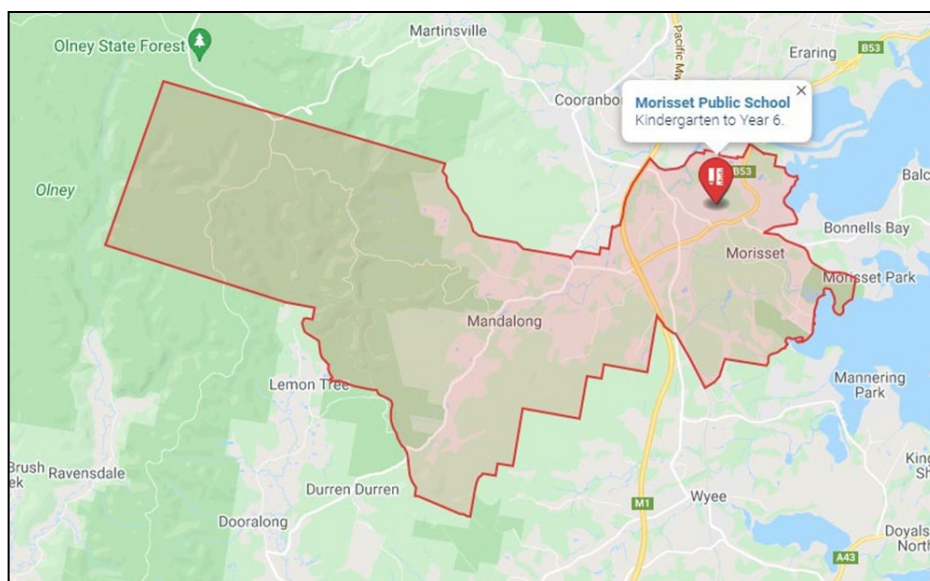 Olney State Forest
Martinsville
Pacific Mw
Eraring
B53
Cooranbo
Morisset Public School
Kindergarten to Year 6.
B53
Olney
Balc
Bonnells Bay
Morisset
Morisset Park
Mandalong
Lemon Tree
Mannering
Park
Brush
ek
Ravensdale
King
Sh
Durren Durren
Wyee
M1
Dooralong
Doyals
North
A43